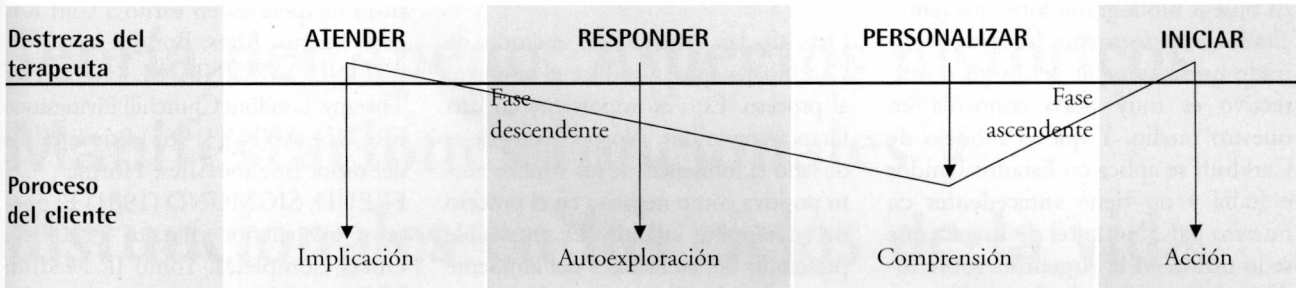 Destrezas del
terapeuta
ATENDER
RESPONDER
PERSONALIZAR
INICIAR
Fase
descendente
Fase
ascendente
Poroceso
del cliente
Implicación
Autoexploración
Comprensión
Acción